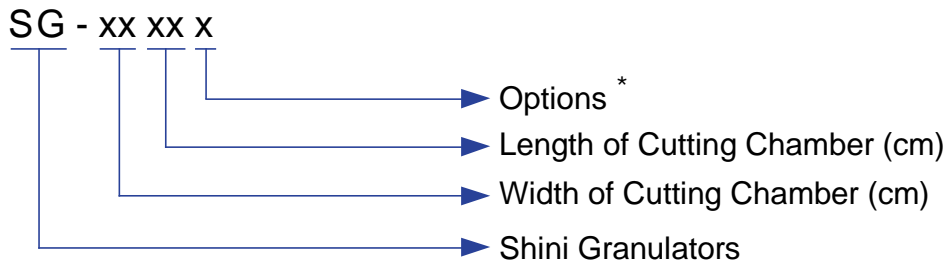 SG - xx xx x
Options *
Length of Cutting Chamber (cm)
Width of Cutting Chamber (cm)
Shini Granulators